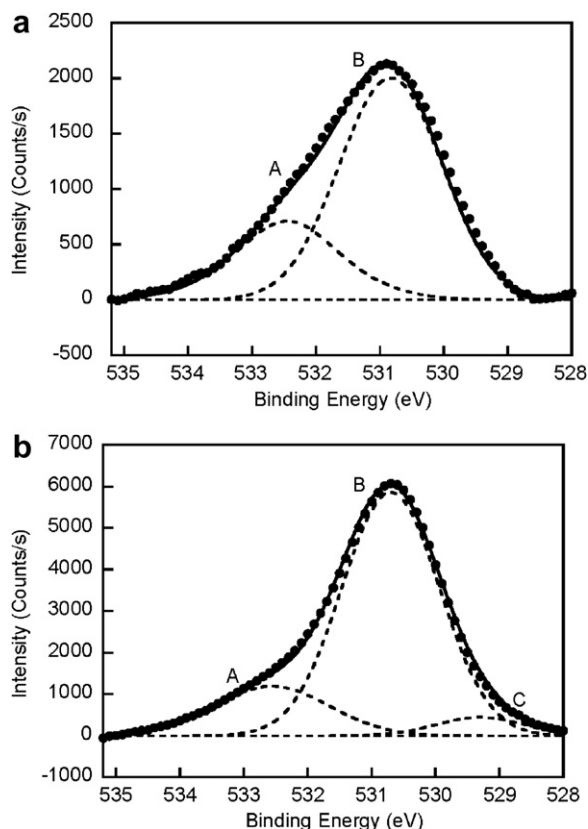 a
2500
2000
1500
1000
500
0
-500
B
A
Intensity (Counts/s)
535 534 533 532 531 530 529 528
Binding Energy (eV)
b
7000
6000
5000
4000
3000
2000
1000
0
-1000
B
A
C
Intensity (Counts/s)
535 534 533 532 531 530 529 528
Binding Energy (eV)